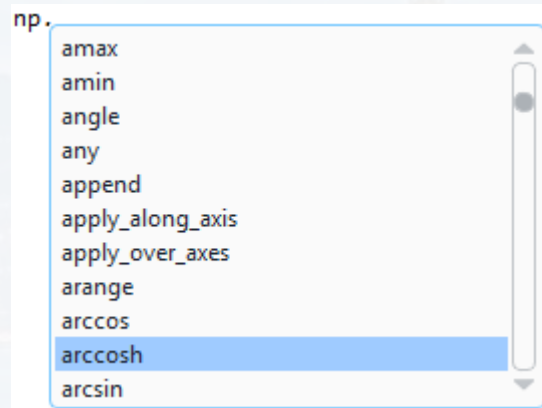 np.
amax
amin
angle
any
append
apply_along_axis
apply_over_axes
arange
arccos
arccosh
arcsin